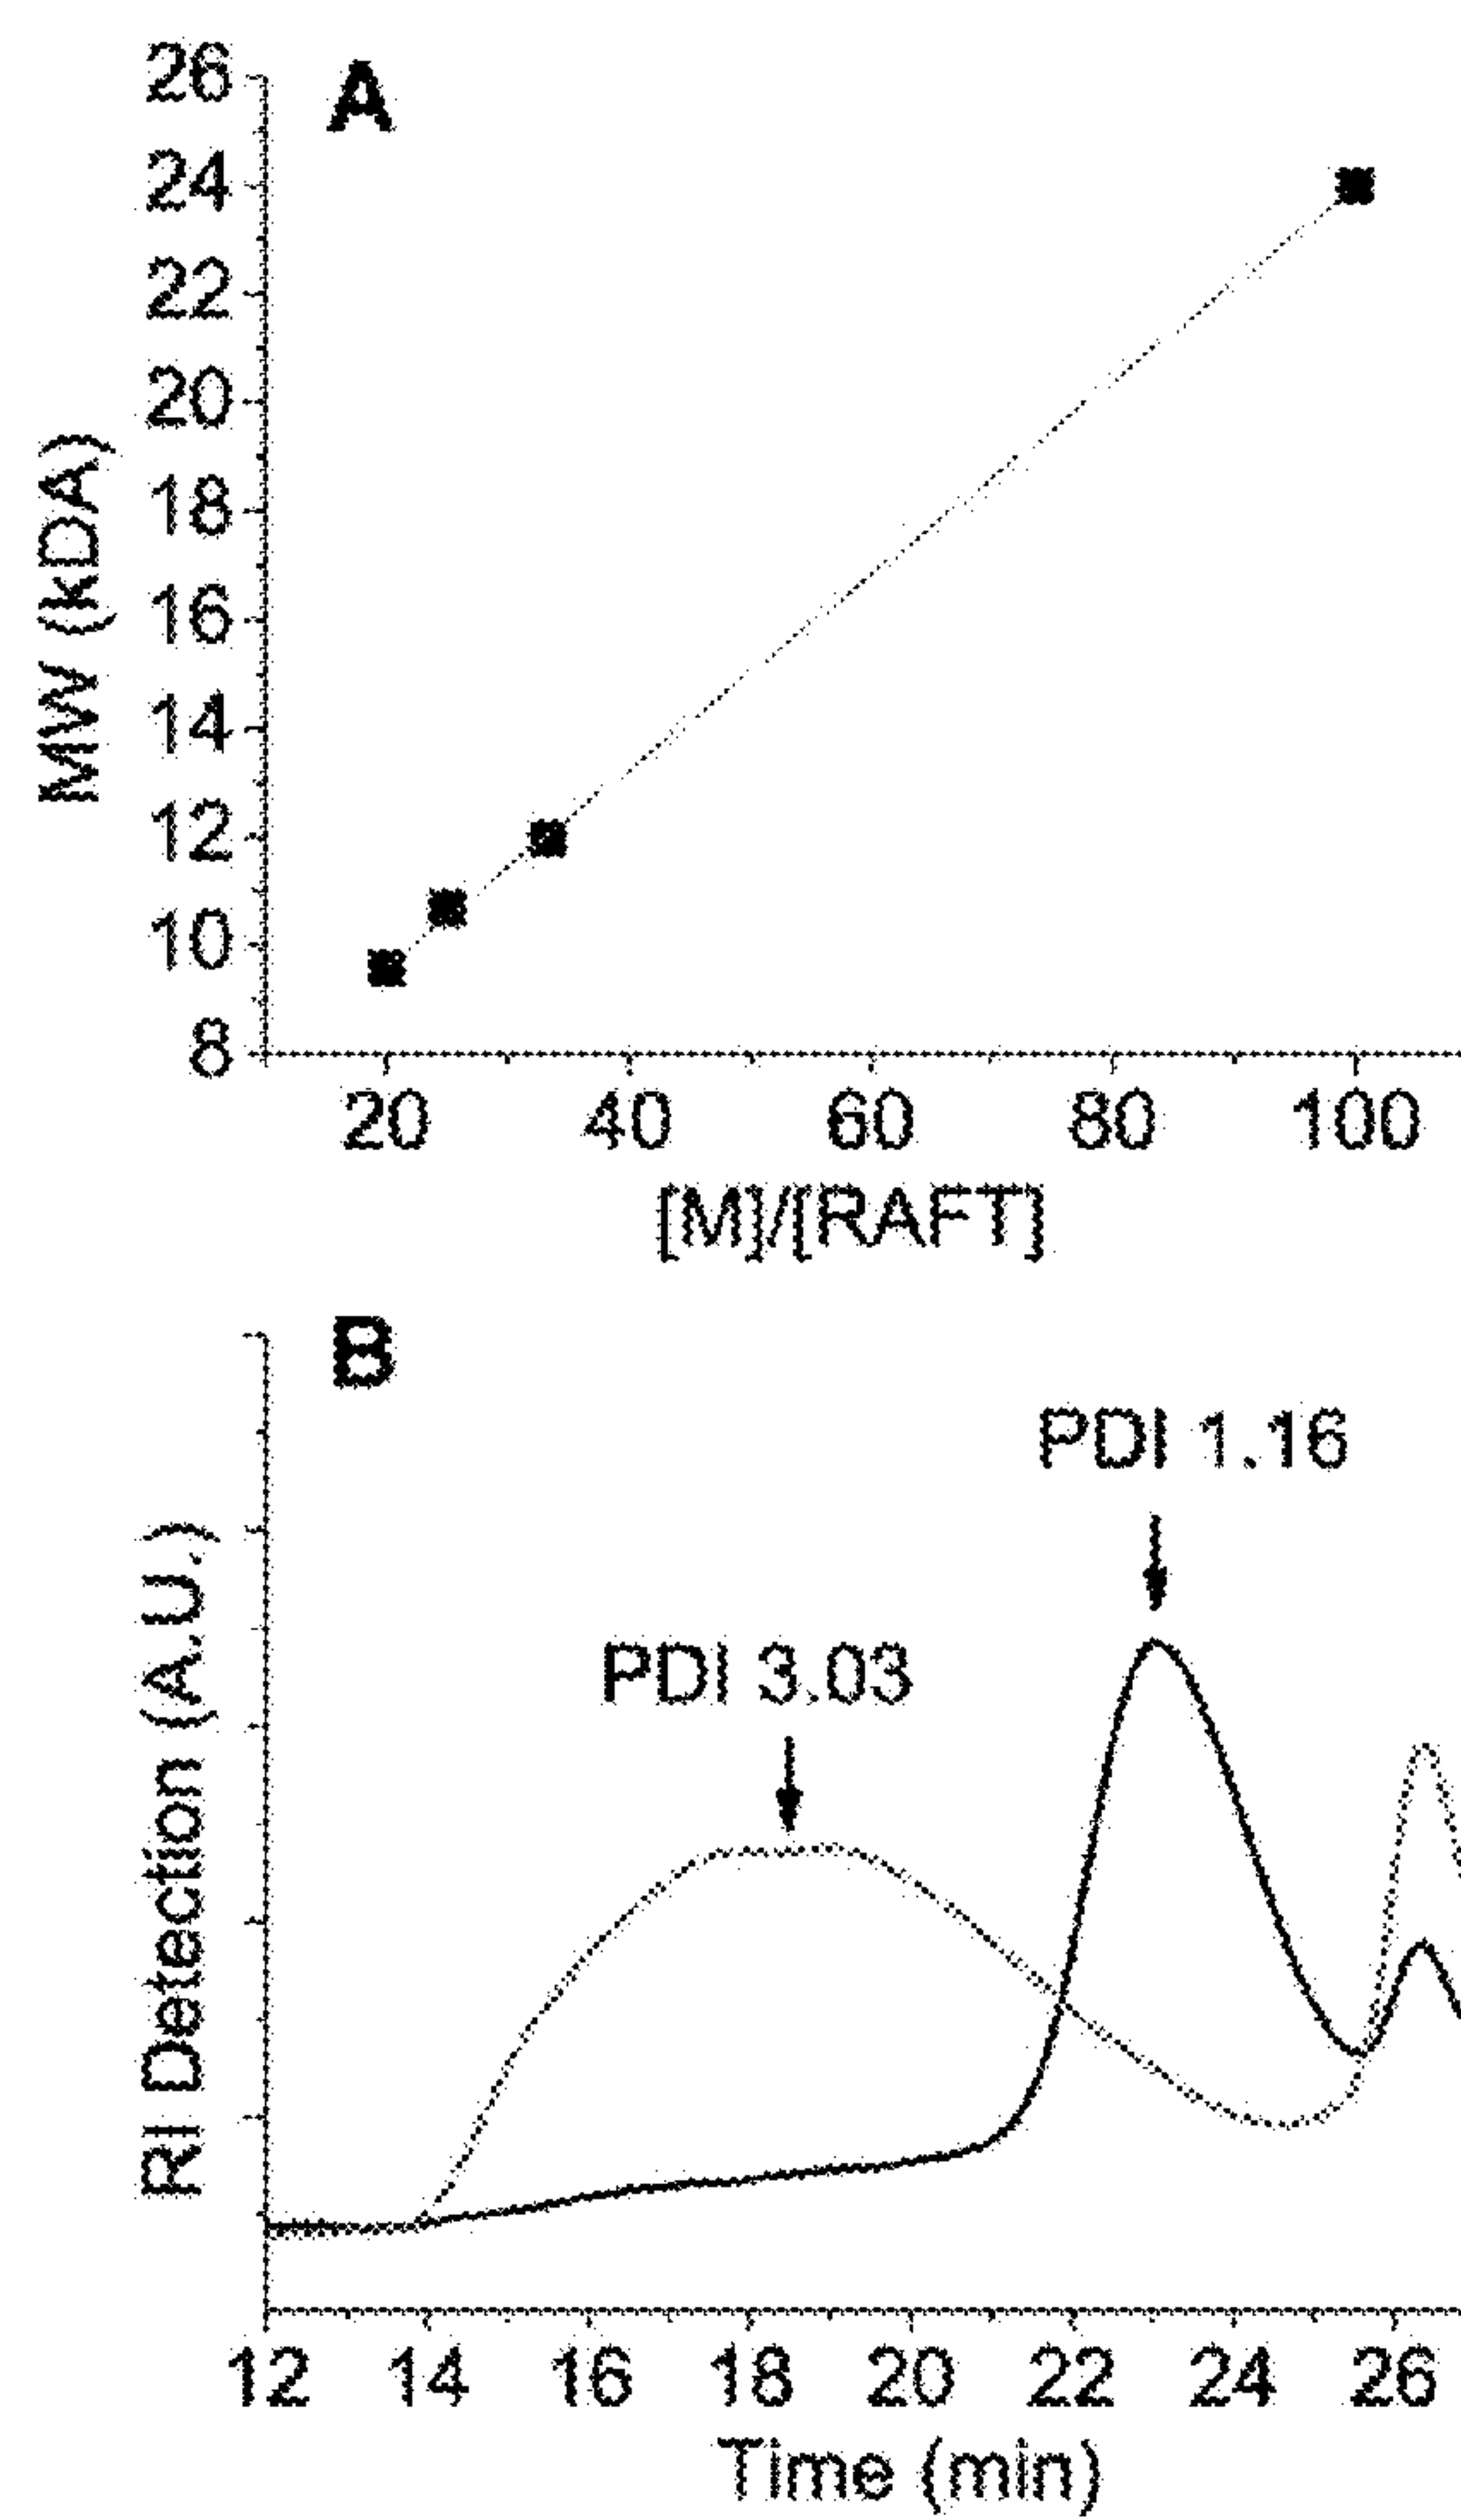 A
26
24
22
20
18
16
14
12
10
8
MW (kDA)
20 40 60 80 100
[M]/[RAFT]
B
PDI 1.16
PDI 3.03
RI Detection (A.U.)
12 14 16 18 20 22 24 26
Time (min)